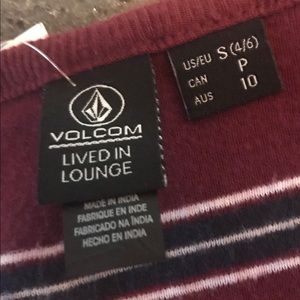 VOLCOM
LIVED IN
LOUNGE
MADE IN INDIA
FABRIQUE EN INDE
FABRICADO NA ÍNDIA
HECHO EN INDIA
US/EU S (4/6)
CAN P
AUS 10